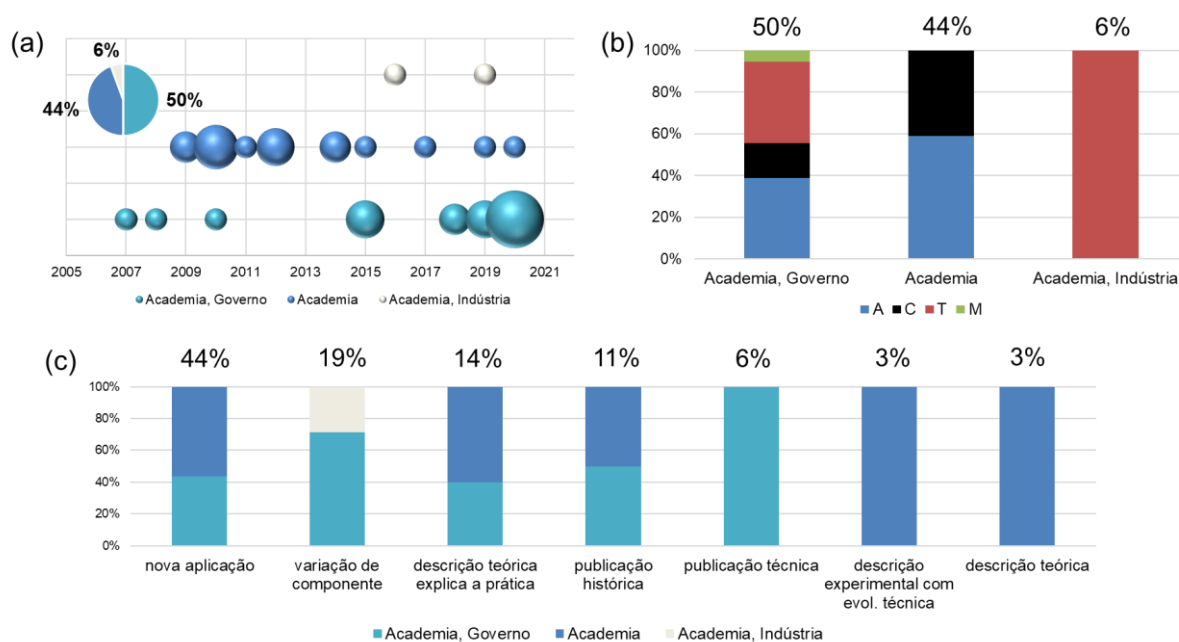 (a)
6%
44%
50%
2005 2007 2009 2011 2013 2015 2017 2019 2021
Academia, Governo Academia Academia, Indústria
(b)
50% 44% 6%
100%
80%
60%
40%
20%
0%
Academia, Governo Academia Academia, Indústria
A C T M
(c)
44% 19% 14% 11% 6% 3% 3%
100%
80%
60%
40%
20%
0%
nova aplicação
variação de
componente
descrição teórica
explica a prática
publicação
histórica
publicação técnica
descrição
experimental com
evol. técnica
descrição teórica
Academia, Governo Academia Academia, Indústria